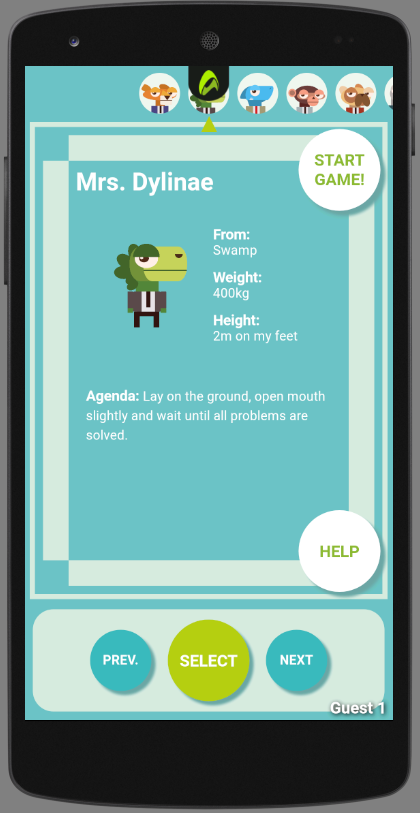 START
GAME!
Mrs. Dylinae
From:
Swamp
Weight:
400kg
Height:
2m on my feet
Agenda: Lay on the ground, open mouth
slightly and wait until all problems are
solved.
HELP
PREV.
SELECT
NEXT
Guest 1